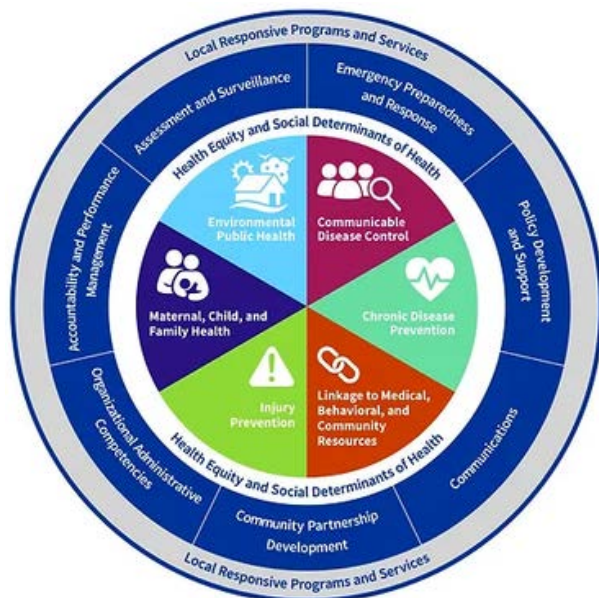 Local Responsive Programs and Services
Assessment and Surveillance
Emergency Preparedness
and Response
Policy Development
and Support
Communications
Community Partnership
Development
Organizational Administrative
Competencies
Accountability and Performance
Management
Health Equity and Social Determinants of Health
Environmental
Public Health
Communicable
Disease Control
Chronic Disease
Prevention
Linkage to Medical,
Behavioral, and
Community
Resources
Injury
Prevention
Maternal, Child, and
Family Health
Health Equity and Social Determinants of Health
Local Responsive Programs and Services